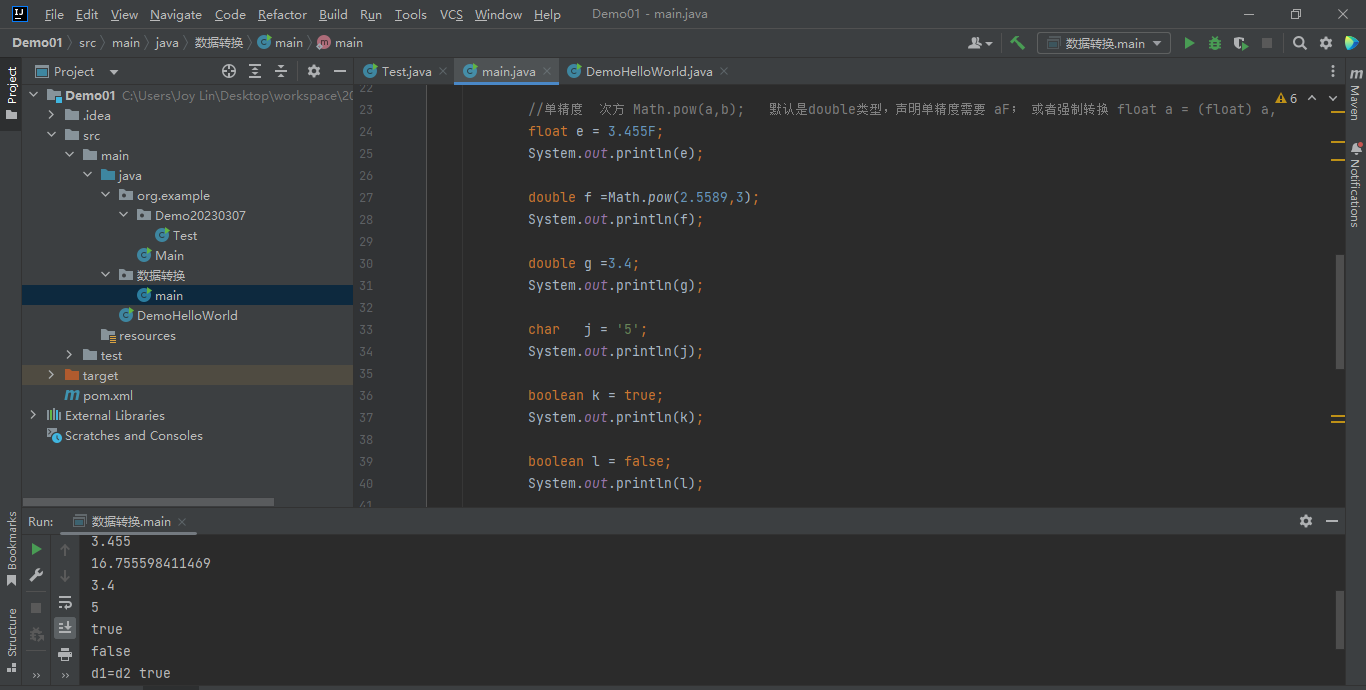 File Edit View Navigate Code Refactor Build Run Tools VCS Window Help Demo01 - main.java
Demo01 src main java 数据转换 main main 数据转换.main
Project Test.java main.java DemoHelloWorld.java
Demo01 C:\Users\Joy Lin\Desktop\workspace\20
.idea
src
main
java
org.example
Demo20230307
Test
Main
数据转换
main
DemoHelloWorld
resources
test
target
pom.xml
External Libraries
Scratches and Consoles
Project
Bookmarks
Structure
Maven
Notifications
6
22
23 //单精度 次方 Math.pow(a,b); 默认是double类型，声明单精度需要 aF； 或者强制转换 float a = (float) a,
24 float e = 3.455F;
25 System.out.println(e);
26
27 double f =Math.pow(2.5589,3);
28 System.out.println(f);
29
30 double g =3.4;
31 System.out.println(g);
32
33 char j = '5';
34 System.out.println(j);
35
36 boolean k = true;
37 System.out.println(k);
38
39 boolean l = false;
40 System.out.println(l);
41
Run: 数据转换.main
3.455
16.755598411469
3.4
5
true
false
d1=d2 true